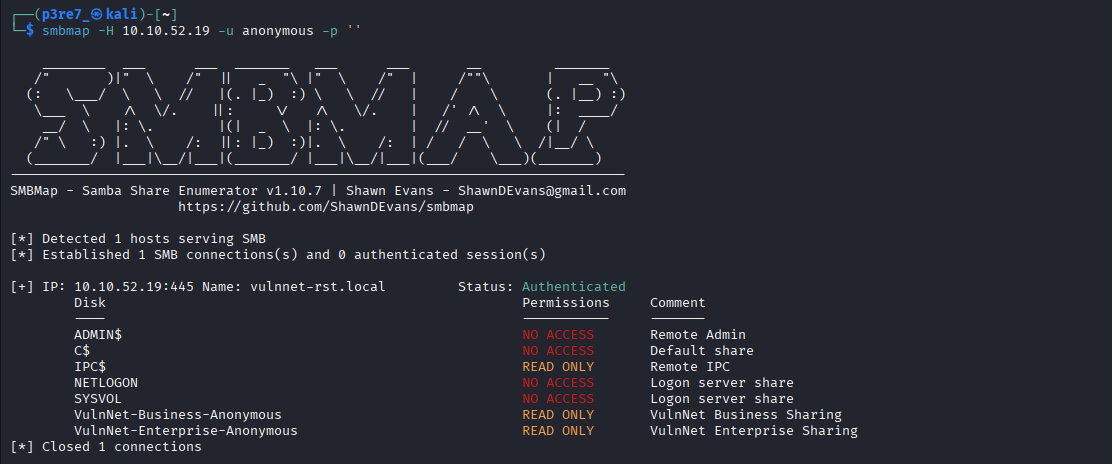 ┌──(p3re7_㉿kali)-[~]
└─$ smbmap -H 10.10.52.19 -u anonymous -p ''
SMBMAP
SMBMap - Samba Share Enumerator v1.10.7 | Shawn Evans - ShawnDEvans@gmail.com
https://github.com/ShawnDEvans/smbmap
[*] Detected 1 hosts serving SMB
[*] Established 1 SMB connections(s) and 0 authenticated session(s)
[+] IP: 10.10.52.19:445 Name: vulnnet-rst.local Status: Authenticated
Disk Permissions Comment
---- ----------- -------
ADMIN$ NO ACCESS Remote Admin
C$ NO ACCESS Default share
IPC$ READ ONLY Remote IPC
NETLOGON NO ACCESS Logon server share
SYSVOL NO ACCESS Logon server share
VulnNet-Business-Anonymous READ ONLY VulnNet Business Sharing
VulnNet-Enterprise-Anonymous READ ONLY VulnNet Enterprise Sharing
[*] Closed 1 connections